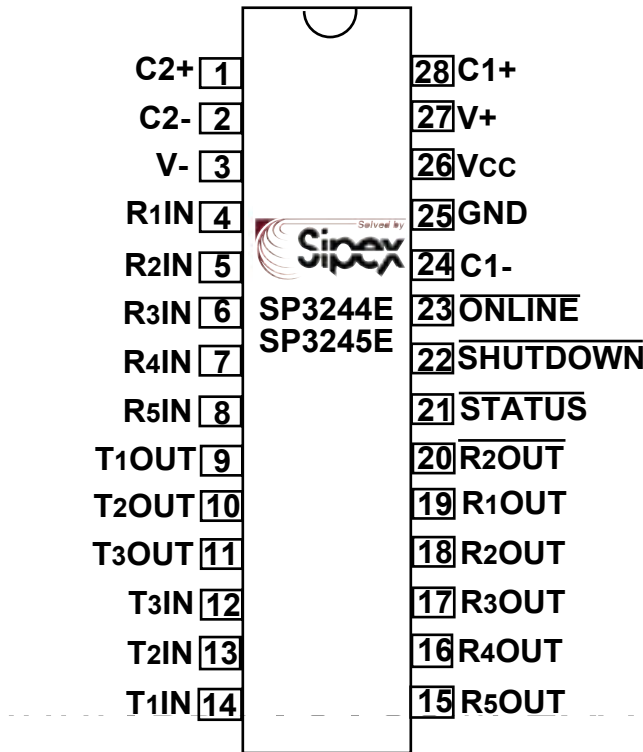 C2+ 1 28 C1+
C2- 2 27 V+
V- 3 26 VCC
R1IN 4 25 GND
Solved by
Sipex
R2IN 5 24 C1-
R3IN 6 SP3244E 23 ONLINE
SP3245E
R4IN 7 22 SHUTDOWN
R5IN 8 21 STATUS
T1OUT 9 20 R2OUT
T2OUT 10 19 R1OUT
T3OUT 11 18 R2OUT
T3IN 12 17 R3OUT
T2IN 13 16 R4OUT
T1IN 14 15 R5OUT